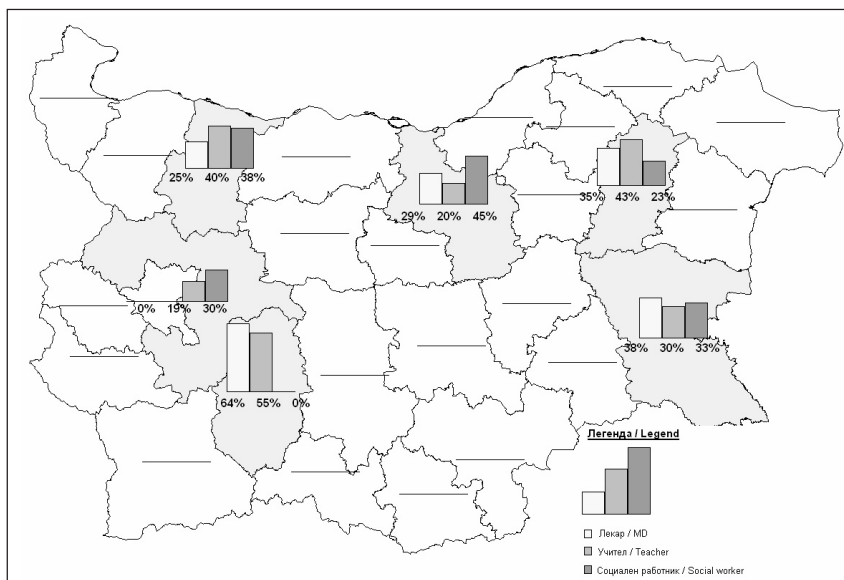 25% 40% 38%
29% 20% 45%
35% 43% 23%
0% 19% 30%
38% 30% 33%
64% 55% 0%
Легенда / Legend
Лекар / MD
Учител / Teacher
Социален работник / Social worker